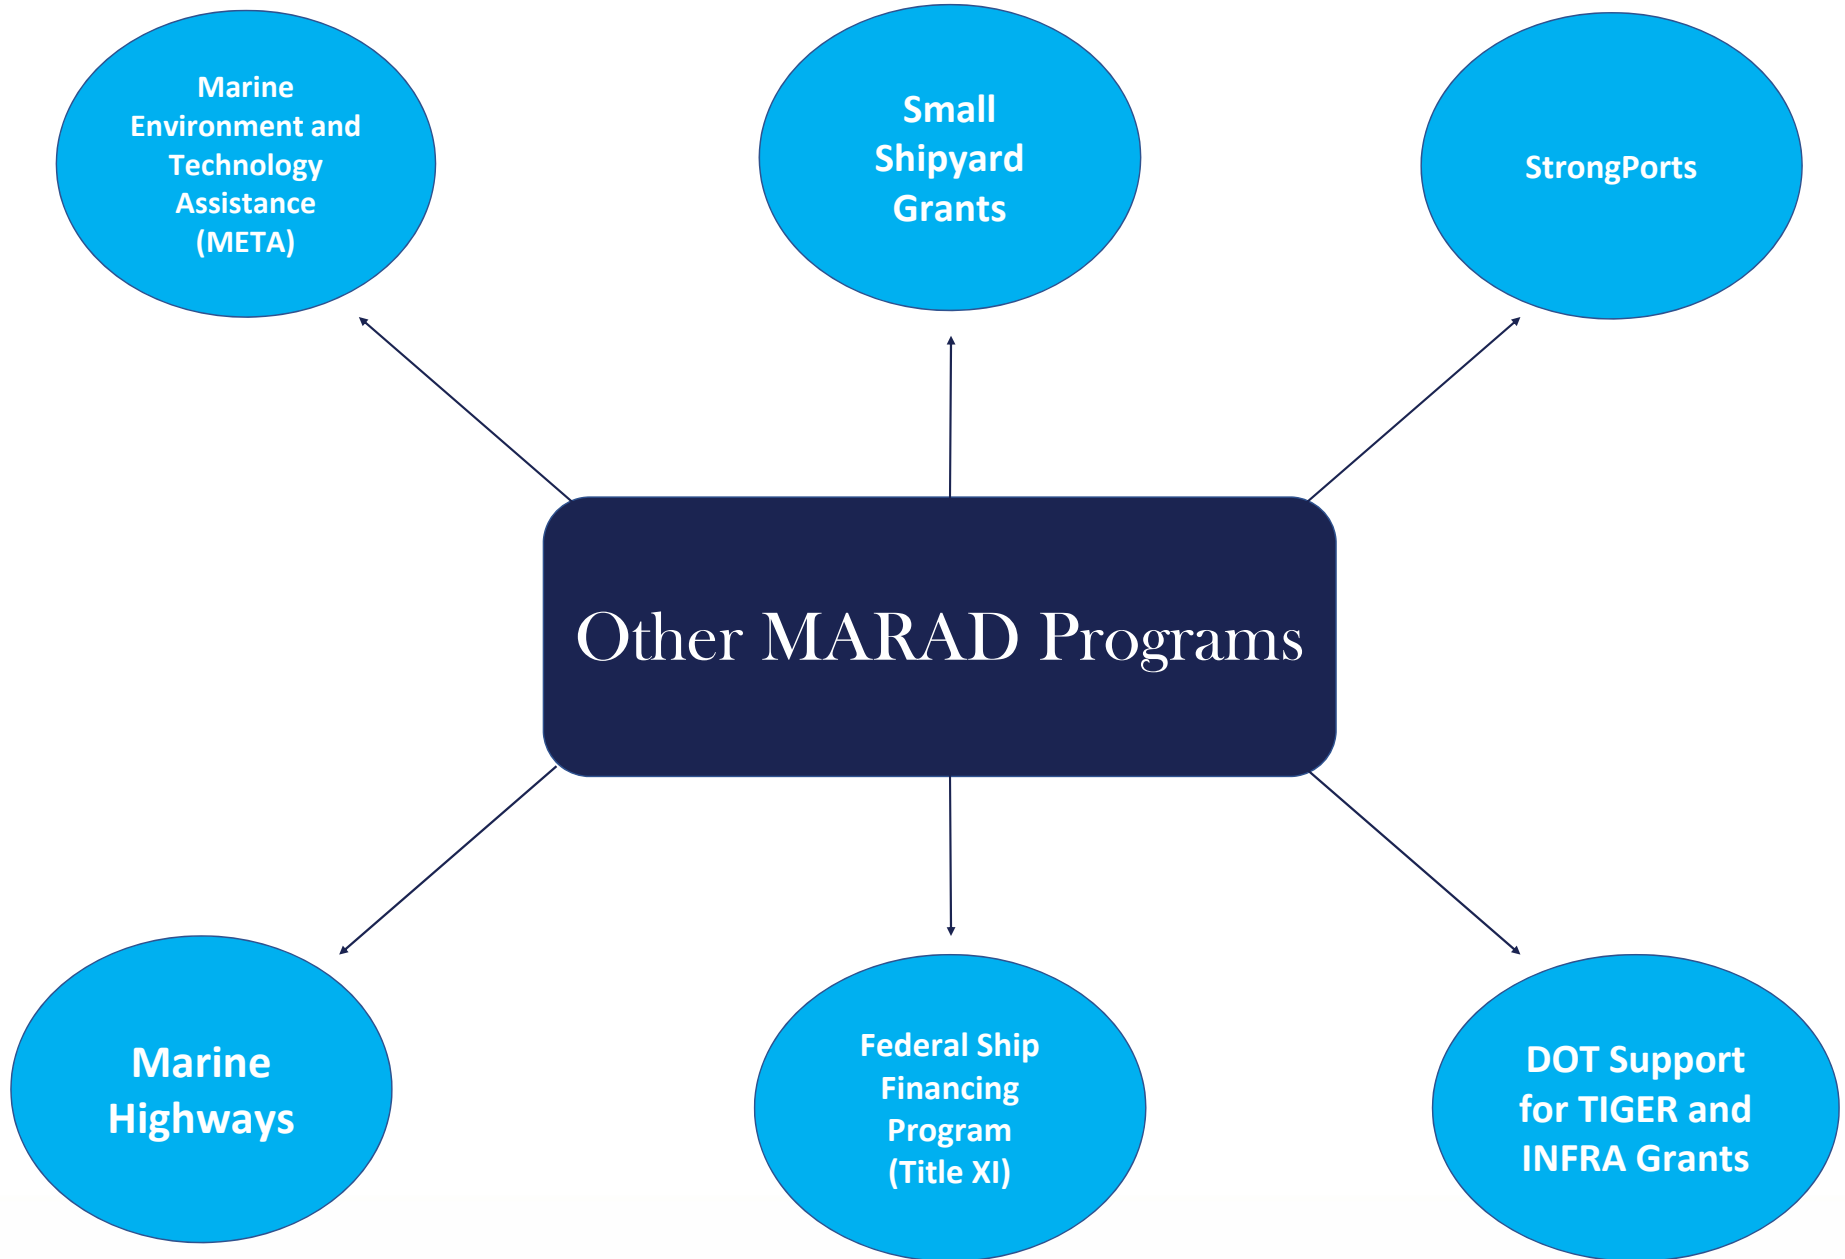 Marine
Environment and
Technology
Assistance
(META)
Small
Shipyard
Grants
StrongPorts
Other MARAD Programs
Marine
Highways
Federal Ship
Financing
Program
(Title XI)
DOT Support
for TIGER and
INFRA Grants